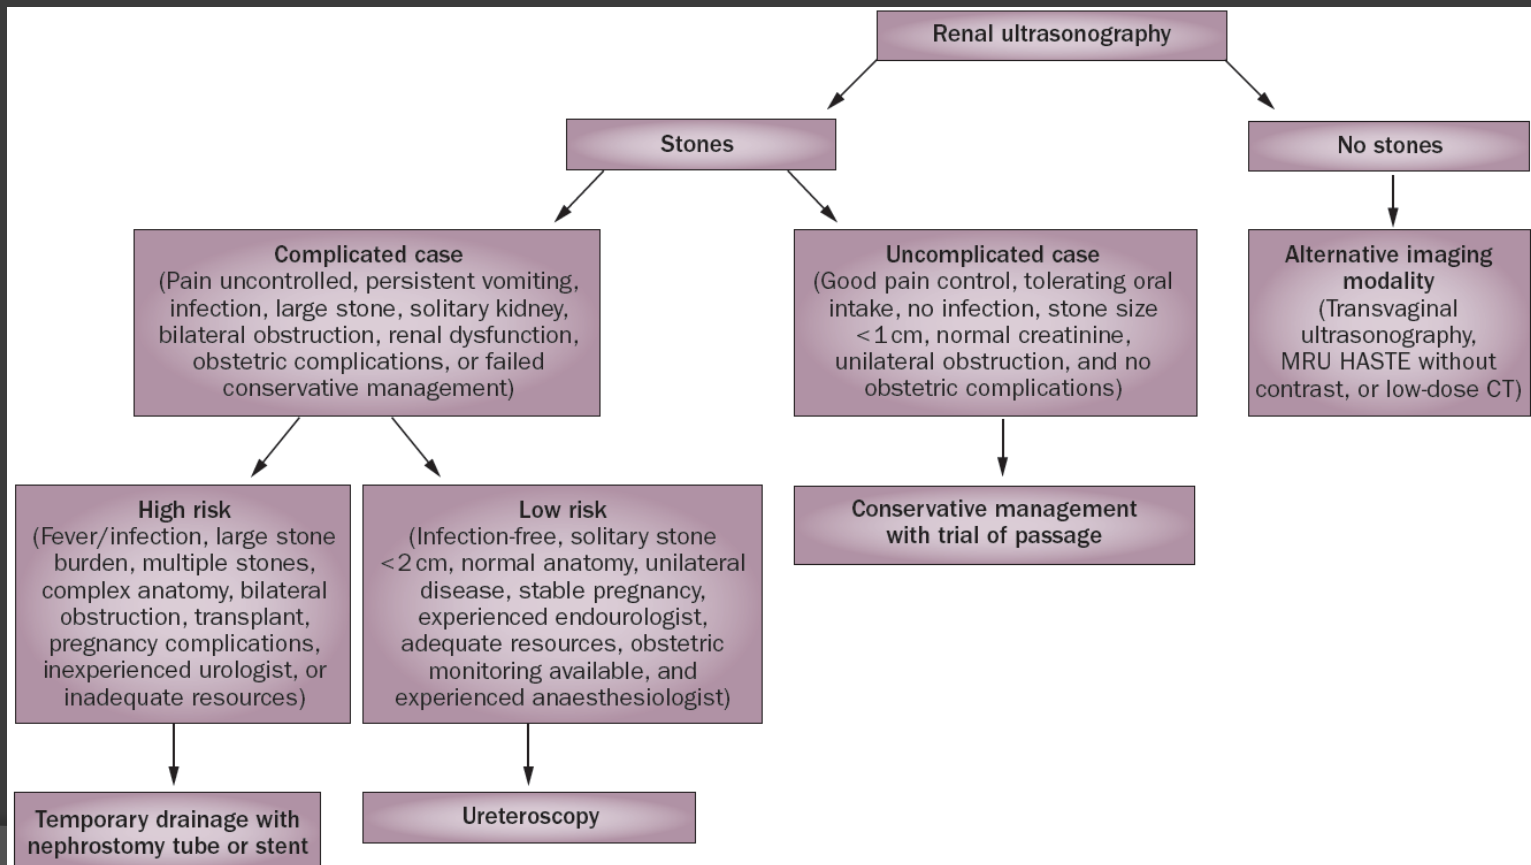 Renal ultrasonography
Stones
No stones
Complicated case
(Pain uncontrolled, persistent vomiting,
infection, large stone, solitary kidney,
bilateral obstruction, renal dysfunction,
obstetric complications, or failed
conservative management)
Uncomplicated case
(Good pain control, tolerating oral
intake, no infection, stone size
<1 cm, normal creatinine,
unilateral obstruction, and no
obstetric complications)
Alternative imaging
modality
(Transvaginal
ultrasonography,
MRU HASTE without
contrast, or low-dose CT)
High risk
(Fever/infection, large stone
burden, multiple stones,
complex anatomy, bilateral
obstruction, transplant,
pregnancy complications,
inexperienced urologist, or
inadequate resources)
Low risk
(Infection-free, solitary stone
<2 cm, normal anatomy, unilateral
disease, stable pregnancy,
experienced endourologist,
adequate resources, obstetric
monitoring available, and
experienced anaesthesiologist)
Conservative management
with trial of passage
Temporary drainage with
nephrostomy tube or stent
Ureteroscopy